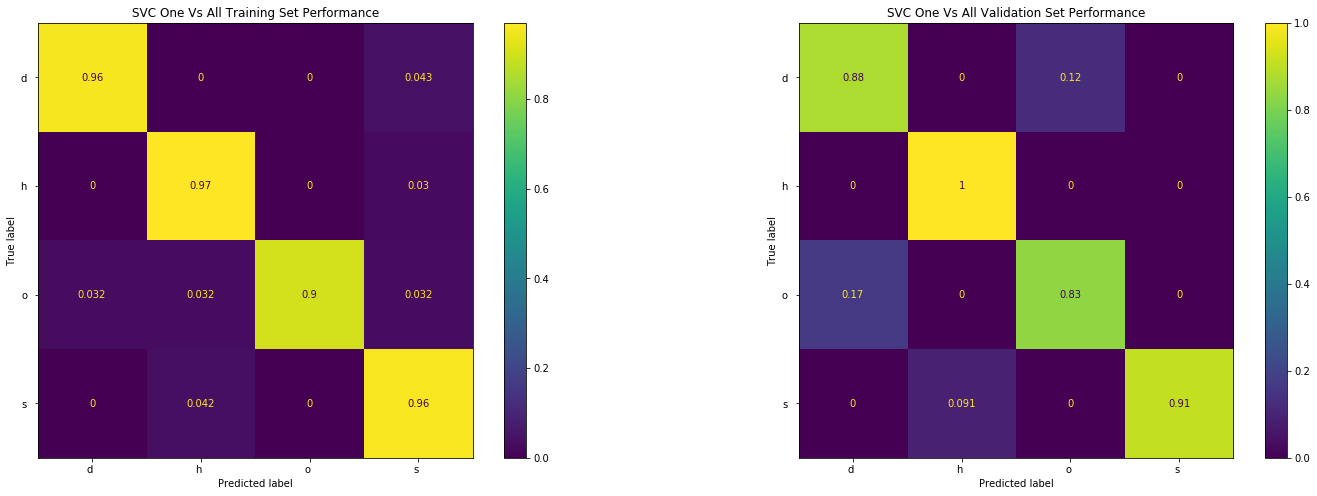 SVC One Vs All Training Set Performance
d 0.96 0 0 0.043
h 0 0.97 0 0.03
o 0.032 0.032 0.9 0.032
s 0 0.042 0 0.96
d h o s
Predicted label
True label
0.8
0.6
0.4
0.2
0.0
SVC One Vs All Validation Set Performance
d 0.88 0 0.12 0
h 0 1 0 0
o 0.17 0 0.83 0
s 0 0.091 0 0.91
d h o s
Predicted label
True label
1.0
0.8
0.6
0.4
0.2
0.0